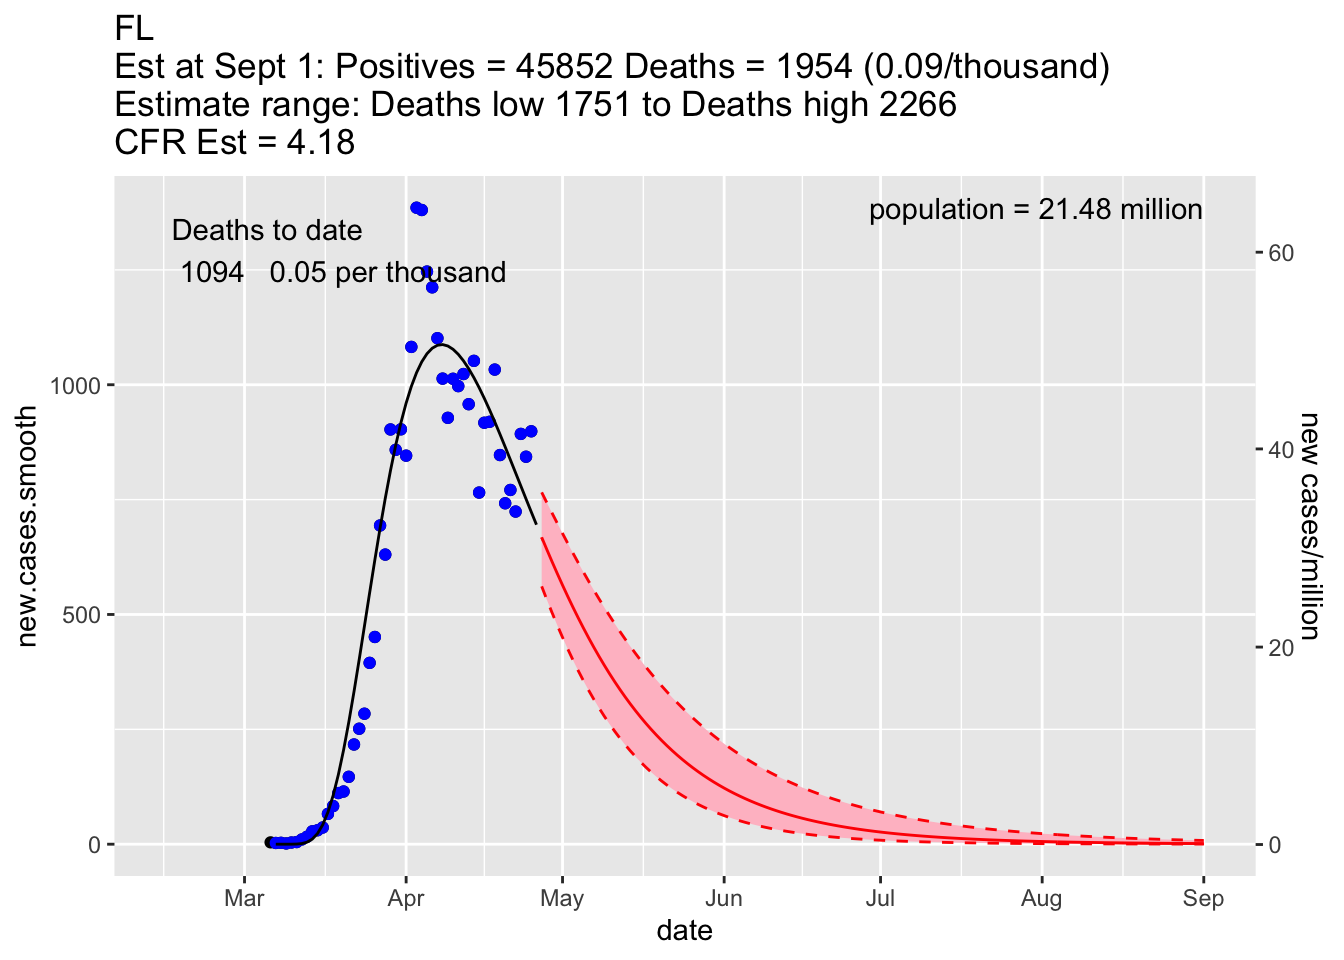 FL
Est at Sept 1: Positives = 45852 Deaths = 1954 (0.09/thousand)
Estimate range: Deaths low 1751 to Deaths high 2266
CFR Est = 4.18
population = 21.48 million
Deaths to date
1094 0.05 per thousand
new.cases.smooth
1000
500
0
60
40
20
0
new cases/million
Mar Apr May Jun Jul Aug Sep
date